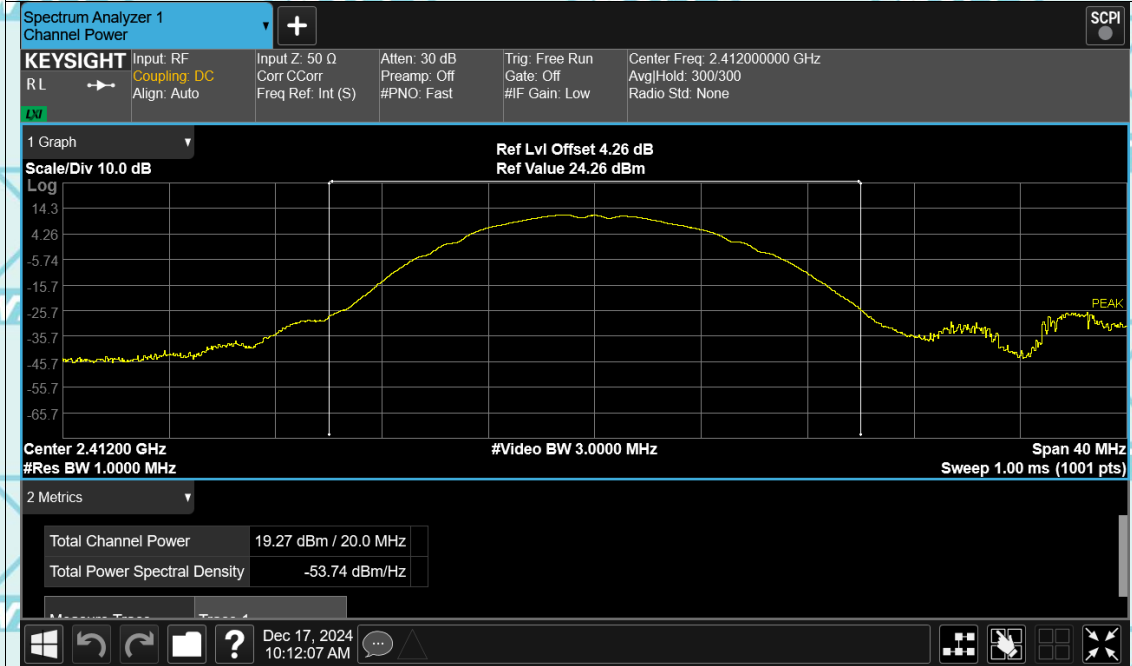 Spectrum Analyzer 1
Channel Power
+
SCPI
KEYSIGHT
R L
LXI
Input: RF
Coupling: DC
Align: Auto
Input Z: 50 Ω
Corr CCorr
Freq Ref: Int (S)
Atten: 30 dB
Preamp: Off
#PNO: Fast
Trig: Free Run
Gate: Off
#IF Gain: Low
Center Freq: 2.412000000 GHz
Avg|Hold: 300/300
Radio Std: None
1 Graph
Scale/Div 10.0 dB
Ref Lvl Offset 4.26 dB
Ref Value 24.26 dBm
Log
14.3
4.26
-5.74
-15.7
-25.7
-35.7
-45.7
-55.7
-65.7
PEAK
Center 2.41200 GHz
#Video BW 3.0000 MHz
Span 40 MHz
#Res BW 1.0000 MHz
Sweep 1.00 ms (1001 pts)
2 Metrics
Total Channel Power 19.27 dBm / 20.0 MHz
Total Power Spectral Density -53.74 dBm/Hz
Measure Trace Trace 1
?
Dec 17, 2024
10:12:07 AM